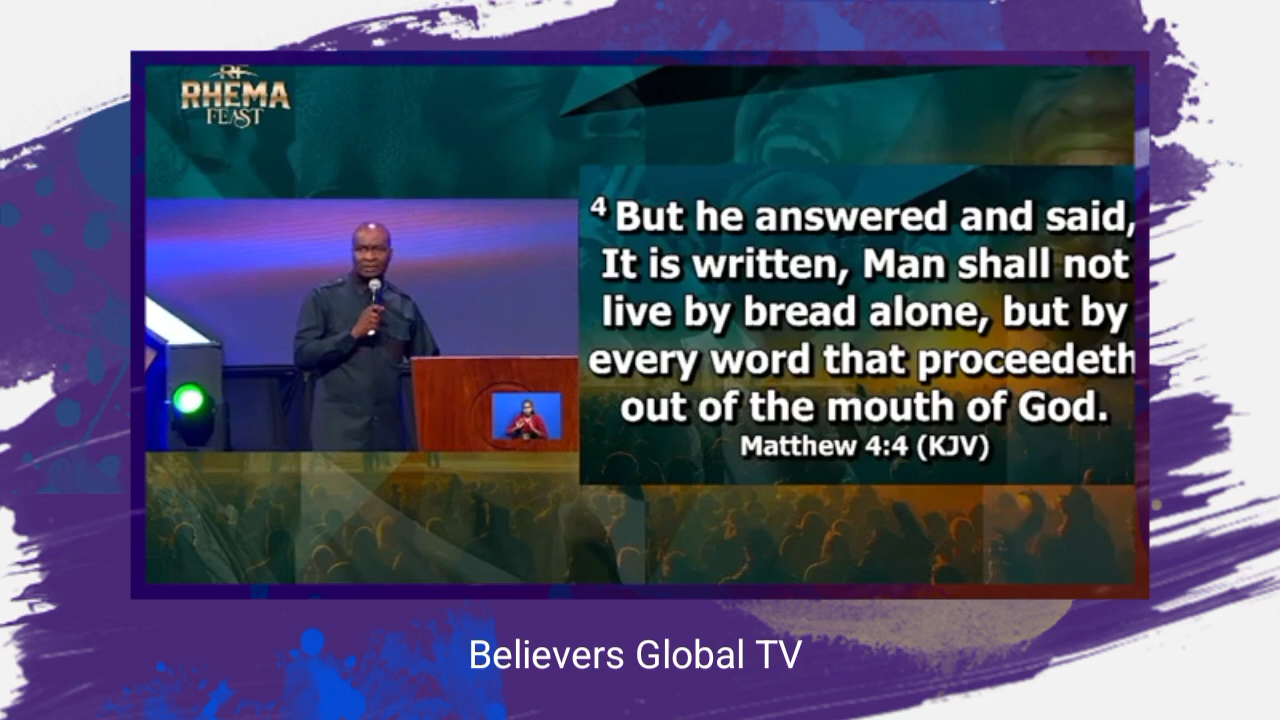 RF
RHEMA
FEAST
4 But he answered and said,
It is written, Man shall not
live by bread alone, but by
every word that proceedeth
out of the mouth of God.
Matthew 4:4 (KJV)
Believers Global TV